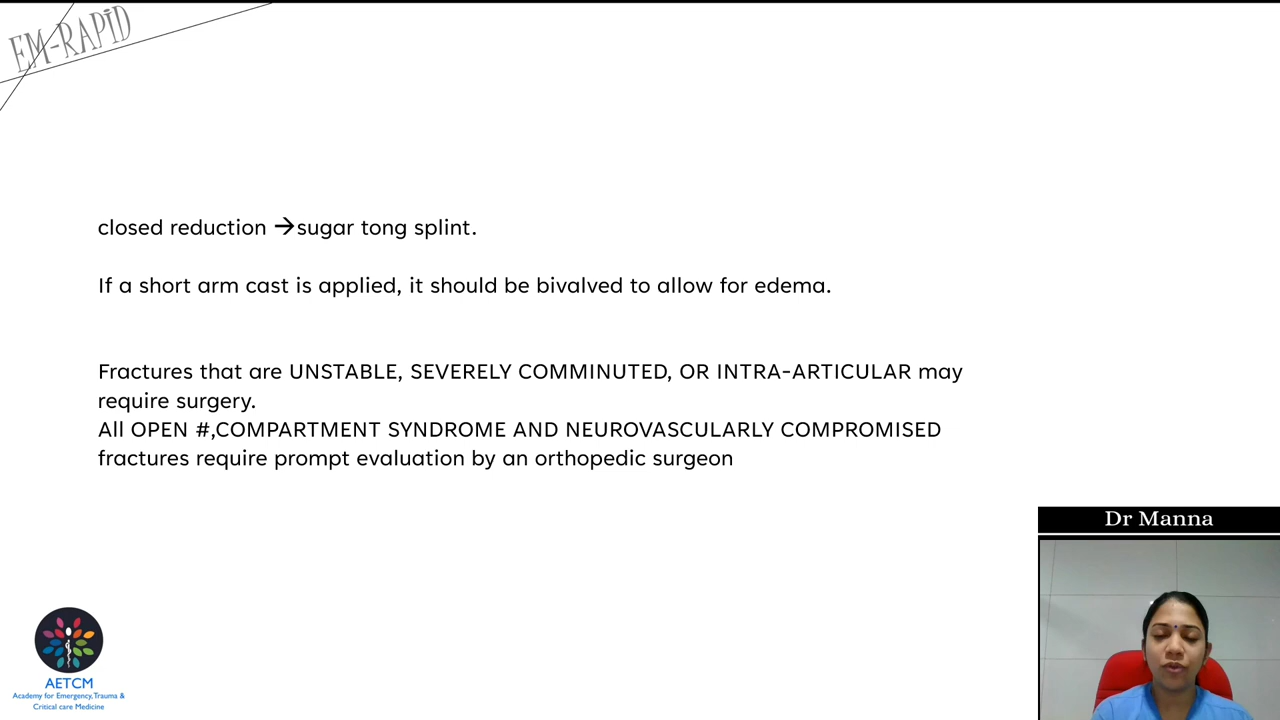 EM-RAPID
closed reduction →sugar tong splint.
If a short arm cast is applied, it should be bivalved to allow for edema.
Fractures that are UNSTABLE, SEVERELY COMMINUTED, OR INTRA-ARTICULAR may
require surgery.
All OPEN #,COMPARTMENT SYNDROME AND NEUROVASCULARLY COMPROMISED
fractures require prompt evaluation by an orthopedic surgeon
Dr Manna
AETCM
Academy for Emergency,Trauma &
Critical care Medicine